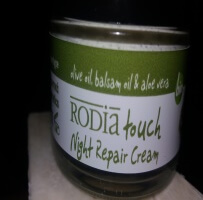 olive oil, balsam oil & aloe vera
RODIA touch
Night Repair Cream